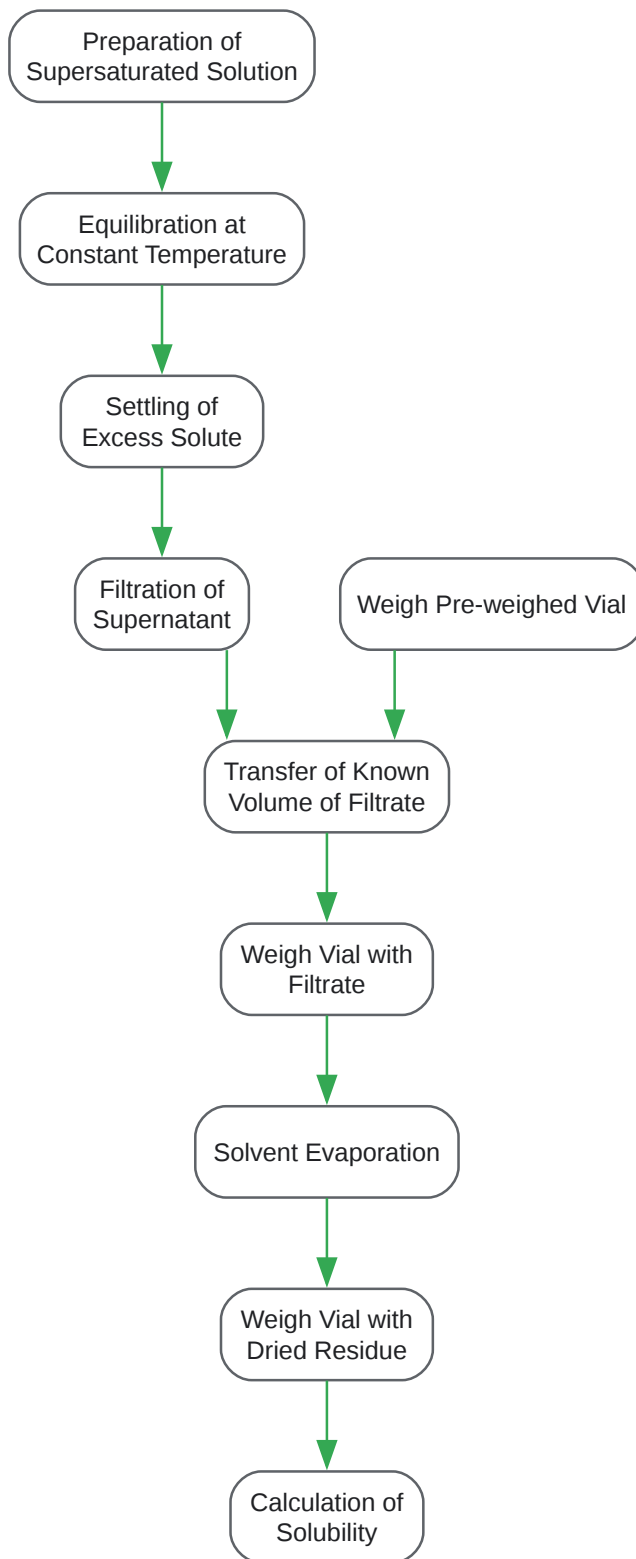 Preparation of
Supersaturated Solution
Equilibration at
Constant Temperature
Settling of
Excess Solute
Filtration of
Supernatant
Weigh Pre-weighed Vial
Transfer of Known
Volume of Filtrate
Weigh Vial with
Filtrate
Solvent Evaporation
Weigh Vial with
Dried Residue
Calculation of
Solubility